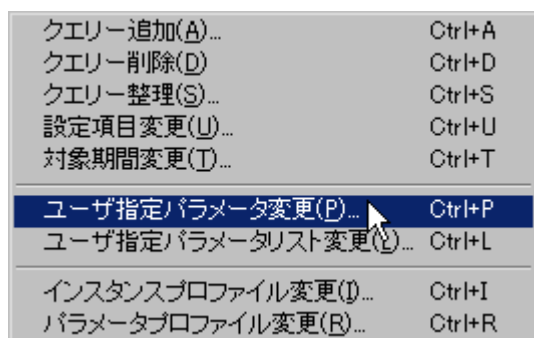 クエリー追加(A)... Ctrl+A
クエリー削除(D) Ctrl+D
クエリー整理(S)... Ctrl+S
設定項目変更(U)... Ctrl+U
対象期間変更(T)... Ctrl+T
ユーザ指定パラメータ変更(P)... Ctrl+P
ユーザ指定パラメータリスト変更(L)... Ctrl+L
インスタンスプロファイル変更(I)... Ctrl+I
パラメータプロファイル変更(R)... Ctrl+R